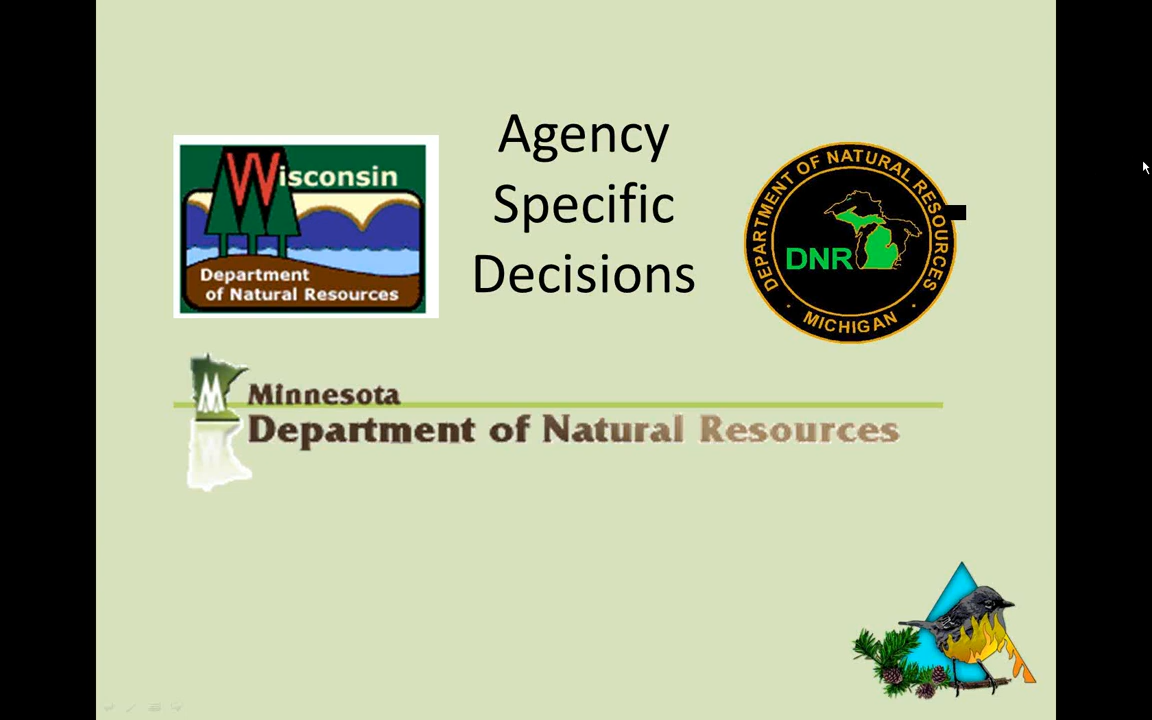 Agency
Specific
Decisions
Wisconsin
Department
of Natural Resources
DEPARTMENT OF NATURAL RESOURCES
DNR
· MICHIGAN ·
Minnesota
Department of Natural Resources